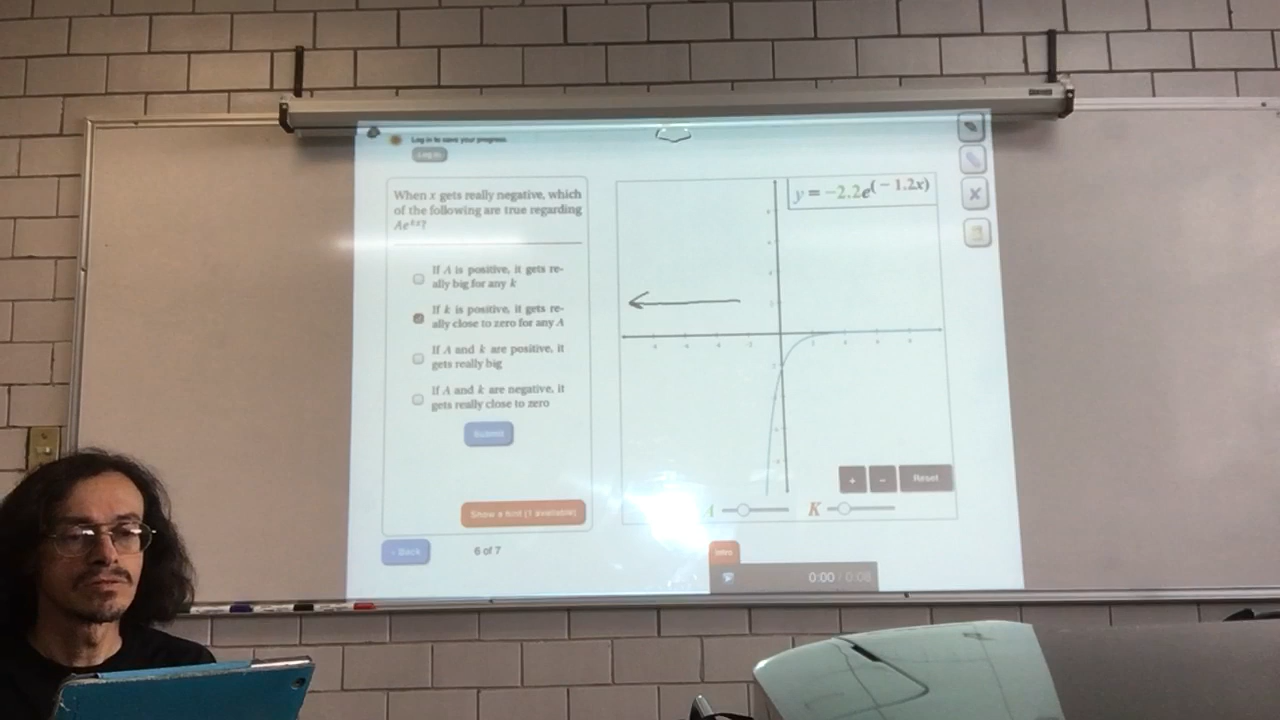 Log in to save your progress.
Log in
When x gets really negative, which
of the following are true regarding
Ae^{kx}?
If A is positive, it gets re-
ally big for any k
If k is positive, it gets re-
ally close to zero for any A
If A and k are positive, it
gets really big
If A and k are negative, it
gets really close to zero
Submit
Show a hint (1 available)
‹ Back
6 of 7
y = −2.2e^{(− 1.2x)}
+
-
Reset
A
K
Intro
0:00 / 0:08